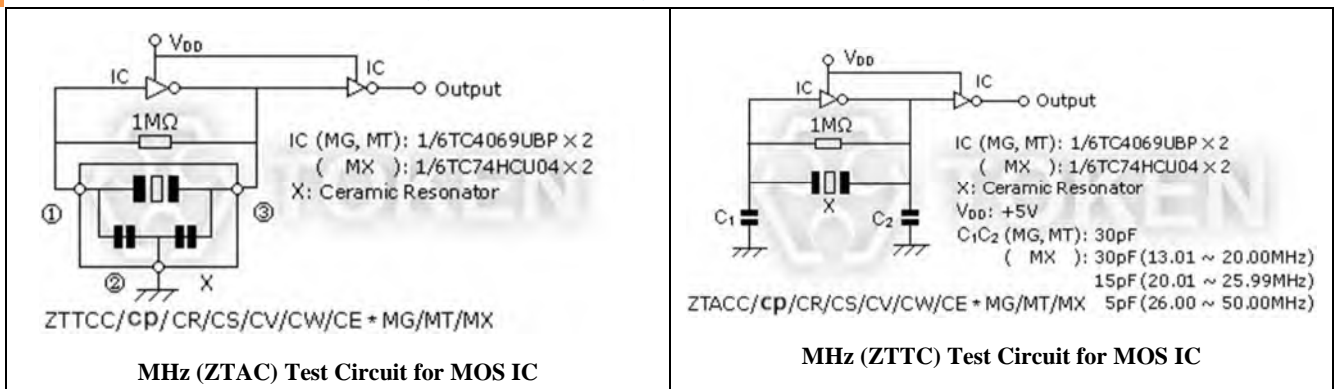 VDD
IC
IC
Output
1MΩ
IC (MG, MT): 1/6TC4069UBP×2
( MX ): 1/6TC74HCU04×2
X: Ceramic Resonator
①
③
②
X
ZTTCC/CP/CR/CS/CV/CW/CE*MG/MT/MX
MHz (ZTAC) Test Circuit for MOS IC
TOKEN
VDD
IC
IC
Output
1MΩ
IC (MG, MT): 1/6TC4069UBP×2
( MX ): 1/6TC74HCU04×2
X: Ceramic Resonator
X
VDD: +5V
C1
C2
C1C2 (MG, MT): 30pF
( MX ): 30pF (13.01 ~ 20.00MHz)
15pF (20.01 ~ 25.99MHz)
ZTACC/CP/CR/CS/CV/CW/CE*MG/MT/MX 5pF (26.00 ~ 50.00MHz)
MHz (ZTTC) Test Circuit for MOS IC
TOKEN